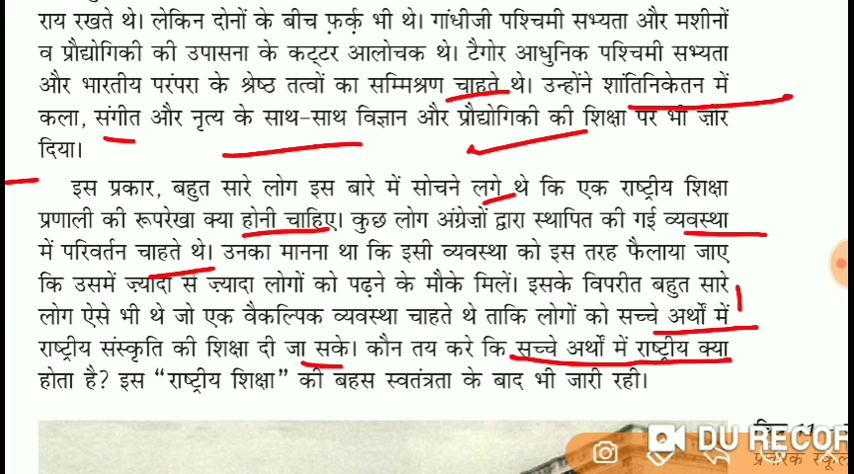 राय रखते थे। लेकिन दोनों के बीच फ़र्क़ भी थे। गांधीजी पश्चिमी सभ्यता और मशीनों
व प्रौद्योगिकी की उपासना के कट्टर आलोचक थे। टैगोर आधुनिक पश्चिमी सभ्यता
और भारतीय परंपरा के श्रेष्ठ तत्वों का सम्मिश्रण चाहते थे। उन्होंने शांतिनिकेतन में
कला, संगीत और नृत्य के साथ-साथ विज्ञान और प्रौद्योगिकी की शिक्षा पर भी ज़ोर
दिया।
इस प्रकार, बहुत सारे लोग इस बारे में सोचने लगे थे कि एक राष्ट्रीय शिक्षा
प्रणाली की रूपरेखा क्या होनी चाहिए। कुछ लोग अंग्रेज़ों द्वारा स्थापित की गई व्यवस्था
में परिवर्तन चाहते थे। उनका मानना था कि इसी व्यवस्था को इस तरह फैलाया जाए
कि उसमें ज़्यादा से ज़्यादा लोगों को पढ़ने के मौके मिलें। इसके विपरीत बहुत सारे
लोग ऐसे भी थे जो एक वैकल्पिक व्यवस्था चाहते थे ताकि लोगों को सच्चे अर्थों में
राष्ट्रीय संस्कृति की शिक्षा दी जा सके। कौन तय करे कि सच्चे अर्थों में राष्ट्रीय क्या
होता है? इस “राष्ट्रीय शिक्षा” की बहस स्वतंत्रता के बाद भी जारी रही।
DU RECOR